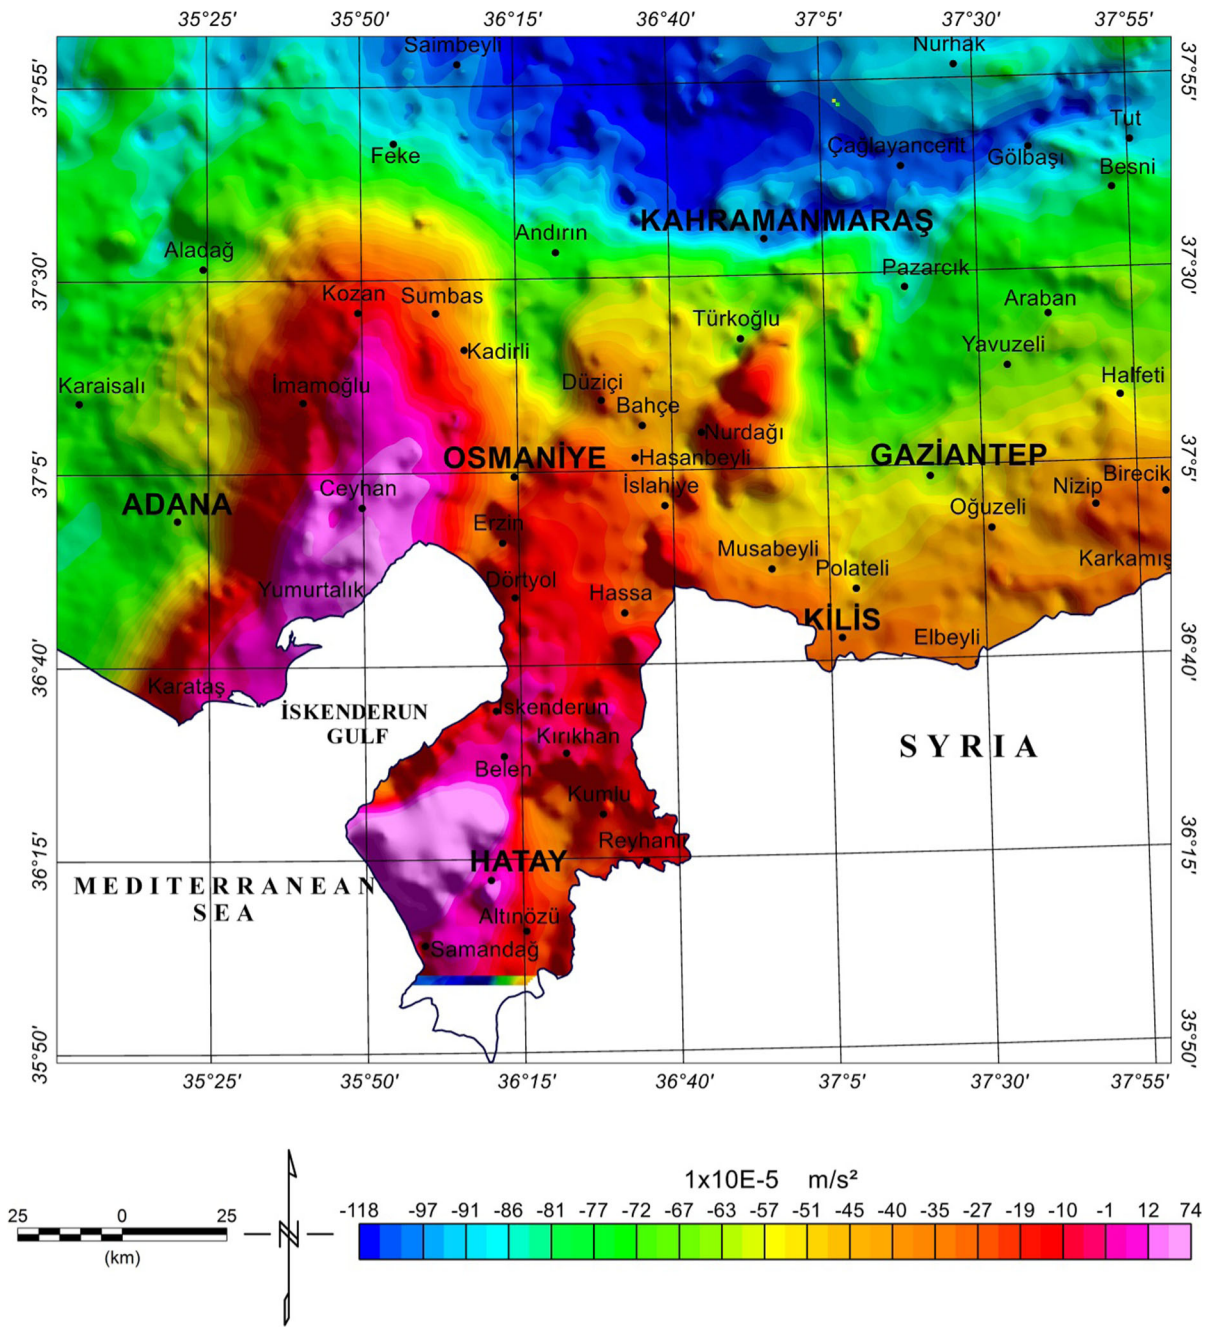 35°25' 35°50' 36°15' 36°40' 37°5' 37°30' 37°55'
Saimbeyli Nurhak
37°55' 37°55'
Tut
Feke Çağlayancerit Gölbaşı Besni
KAHRAMANMARAŞ
Aladağ Andırın
37°30' 37°30'
Pazarcık
Kozan Sumbas Araban
Türkoğlu
Kadirli Yavuzeli
Karaisalı İmamoğlu Düziçi Halfeti
Bahçe
Nurdağı
OSMANİYE Hasanbeyli GAZİANTEP
37°5' 37°5'
Ceyhan İslahiye Nizip Birecik
ADANA Oğuzeli
Erzin
Musabeyli Karkamış
Polateli
Yumurtalık Dörtyol Hassa
KİLİS
Elbeyli
36°40' 36°40'
Karataş
İSKENDERUN
GULF
İskenderun
Kırıkhan
SYRIA
Belen
Kumlu
Reyhanlı
36°15' 36°15'
HATAY
MEDITERRANEAN
SEA
Altınözü
Samandağ
35°50' 35°50'
35°25' 35°50' 36°15' 36°40' 37°5' 37°30' 37°55'
1x10E-5 m/s²
-118 -97 -91 -86 -81 -77 -72 -67 -63 -57 -51 -45 -40 -35 -27 -19 -10 -1 12 74
25 0 25
(km)
N